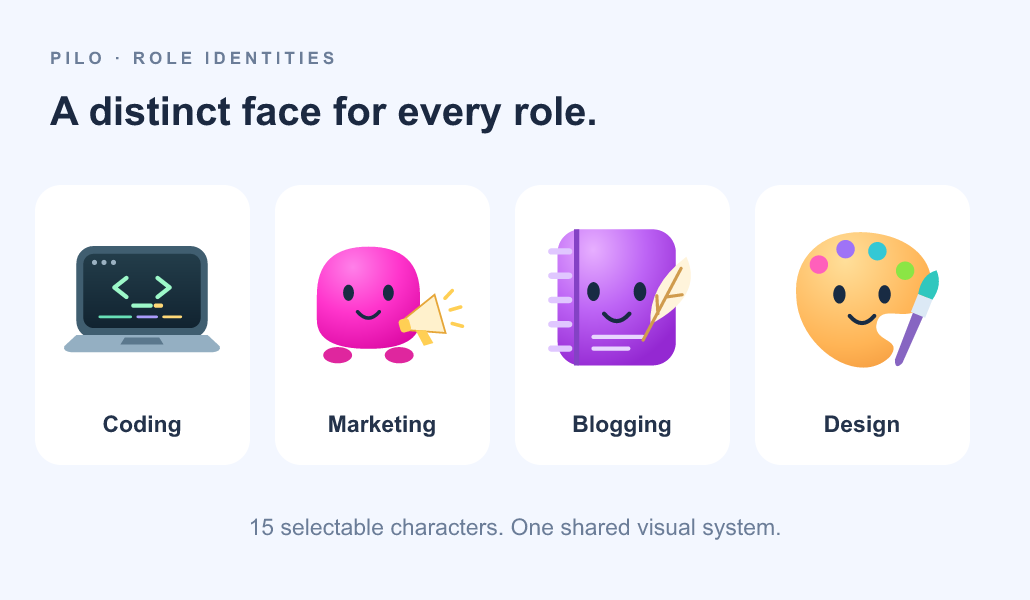 PILO · ROLE IDENTITIES
A distinct face for every role.
Coding
Marketing
Blogging
Design
15 selectable characters. One shared visual system.